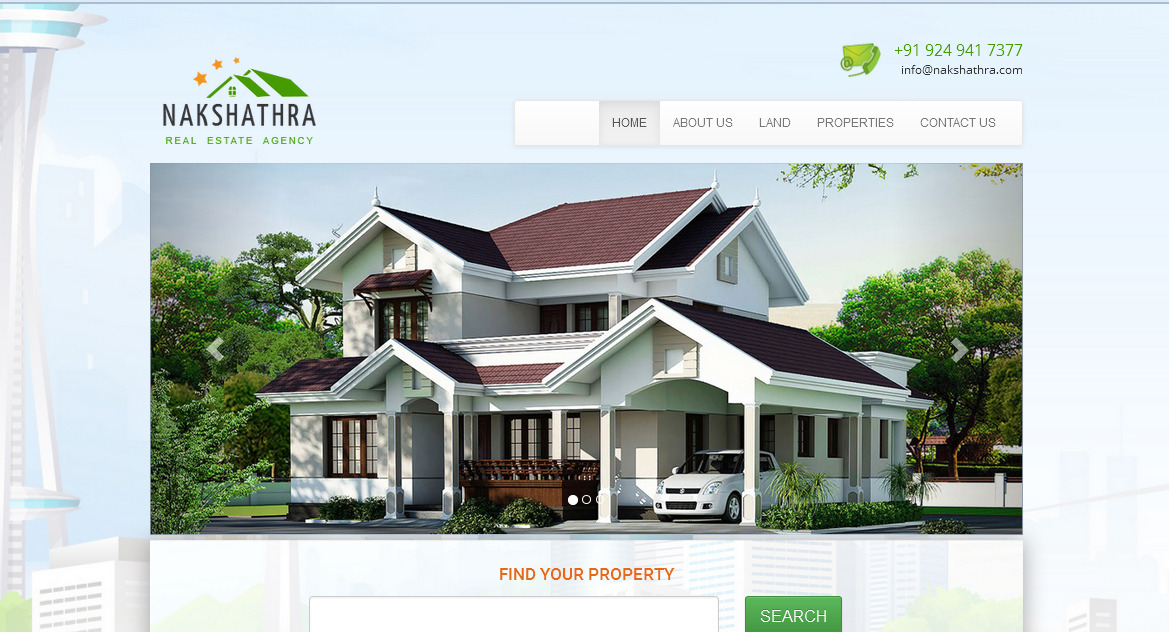 +91 924 941 7377
info@nakshathra.com
NAKSHATHRA
REAL ESTATE AGENCY
HOME ABOUT US LAND PROPERTIES CONTACT US
FIND YOUR PROPERTY
SEARCH